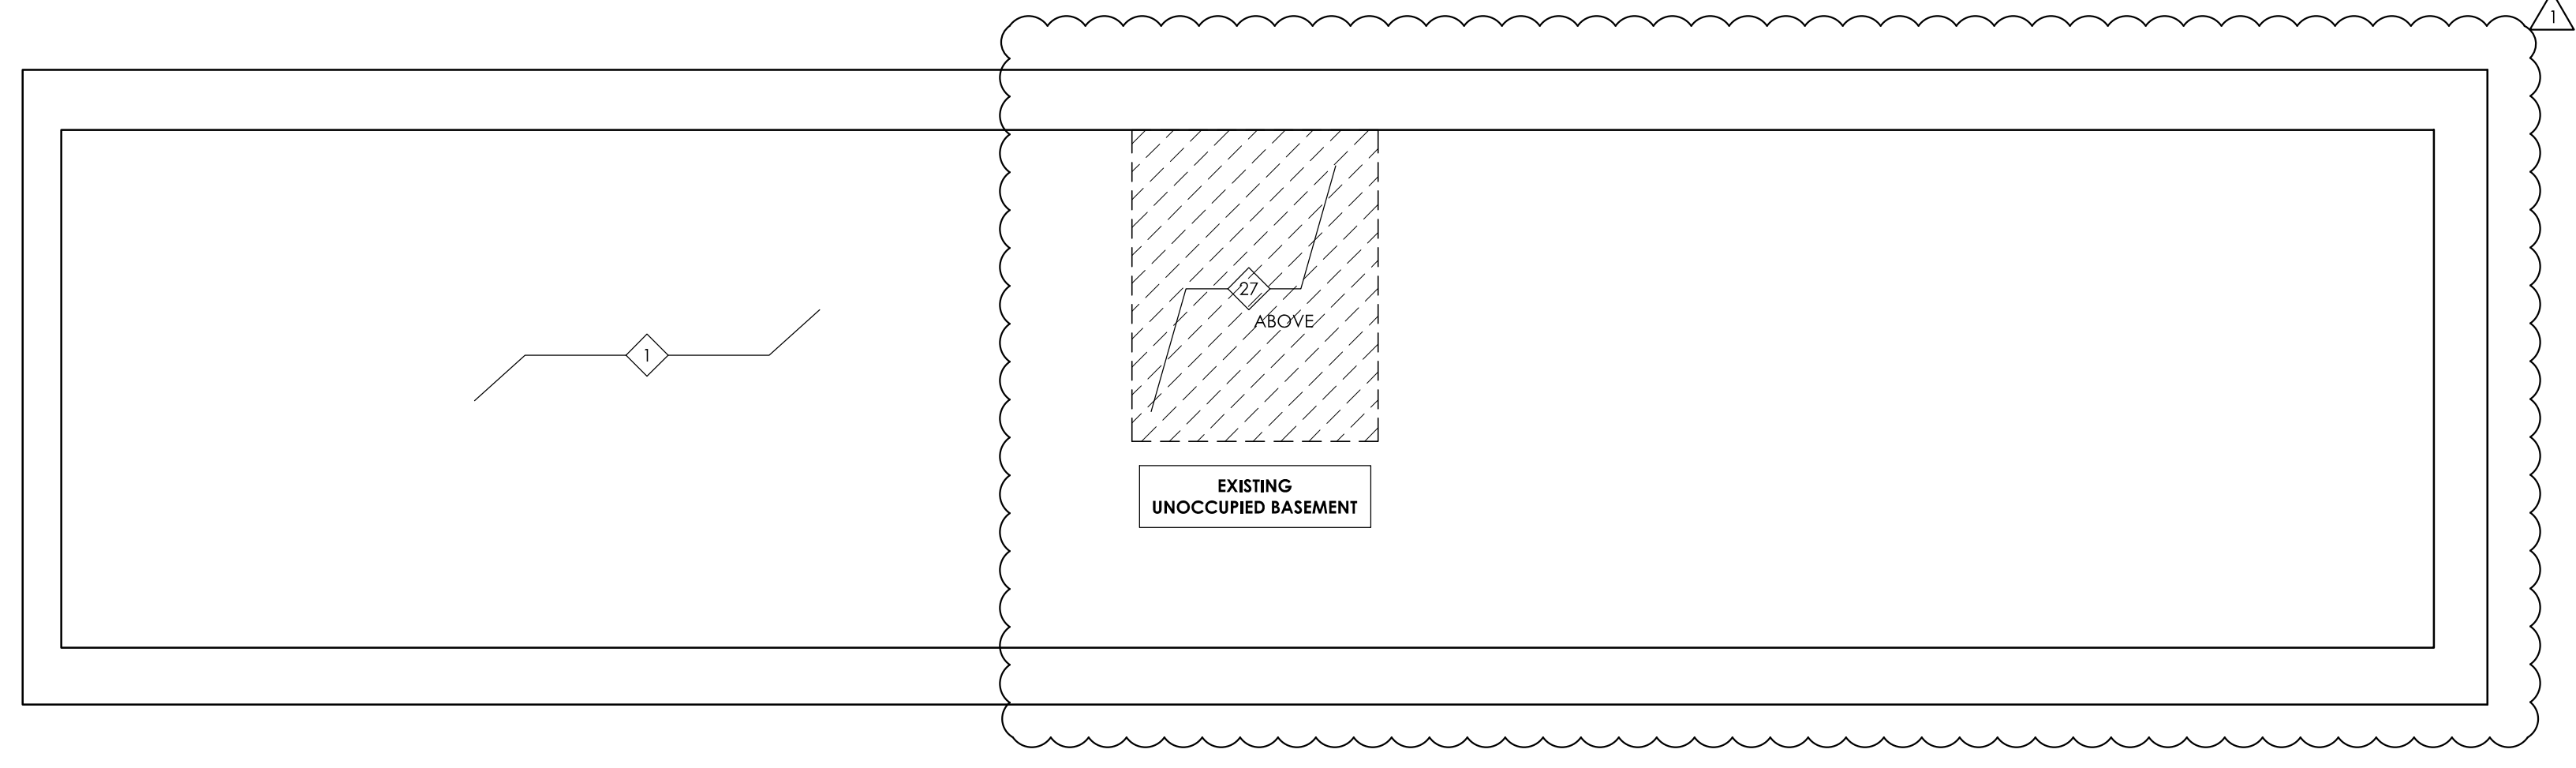 1
27
ABOVE
1
EXISTING
UNOCCUPIED BASEMENT